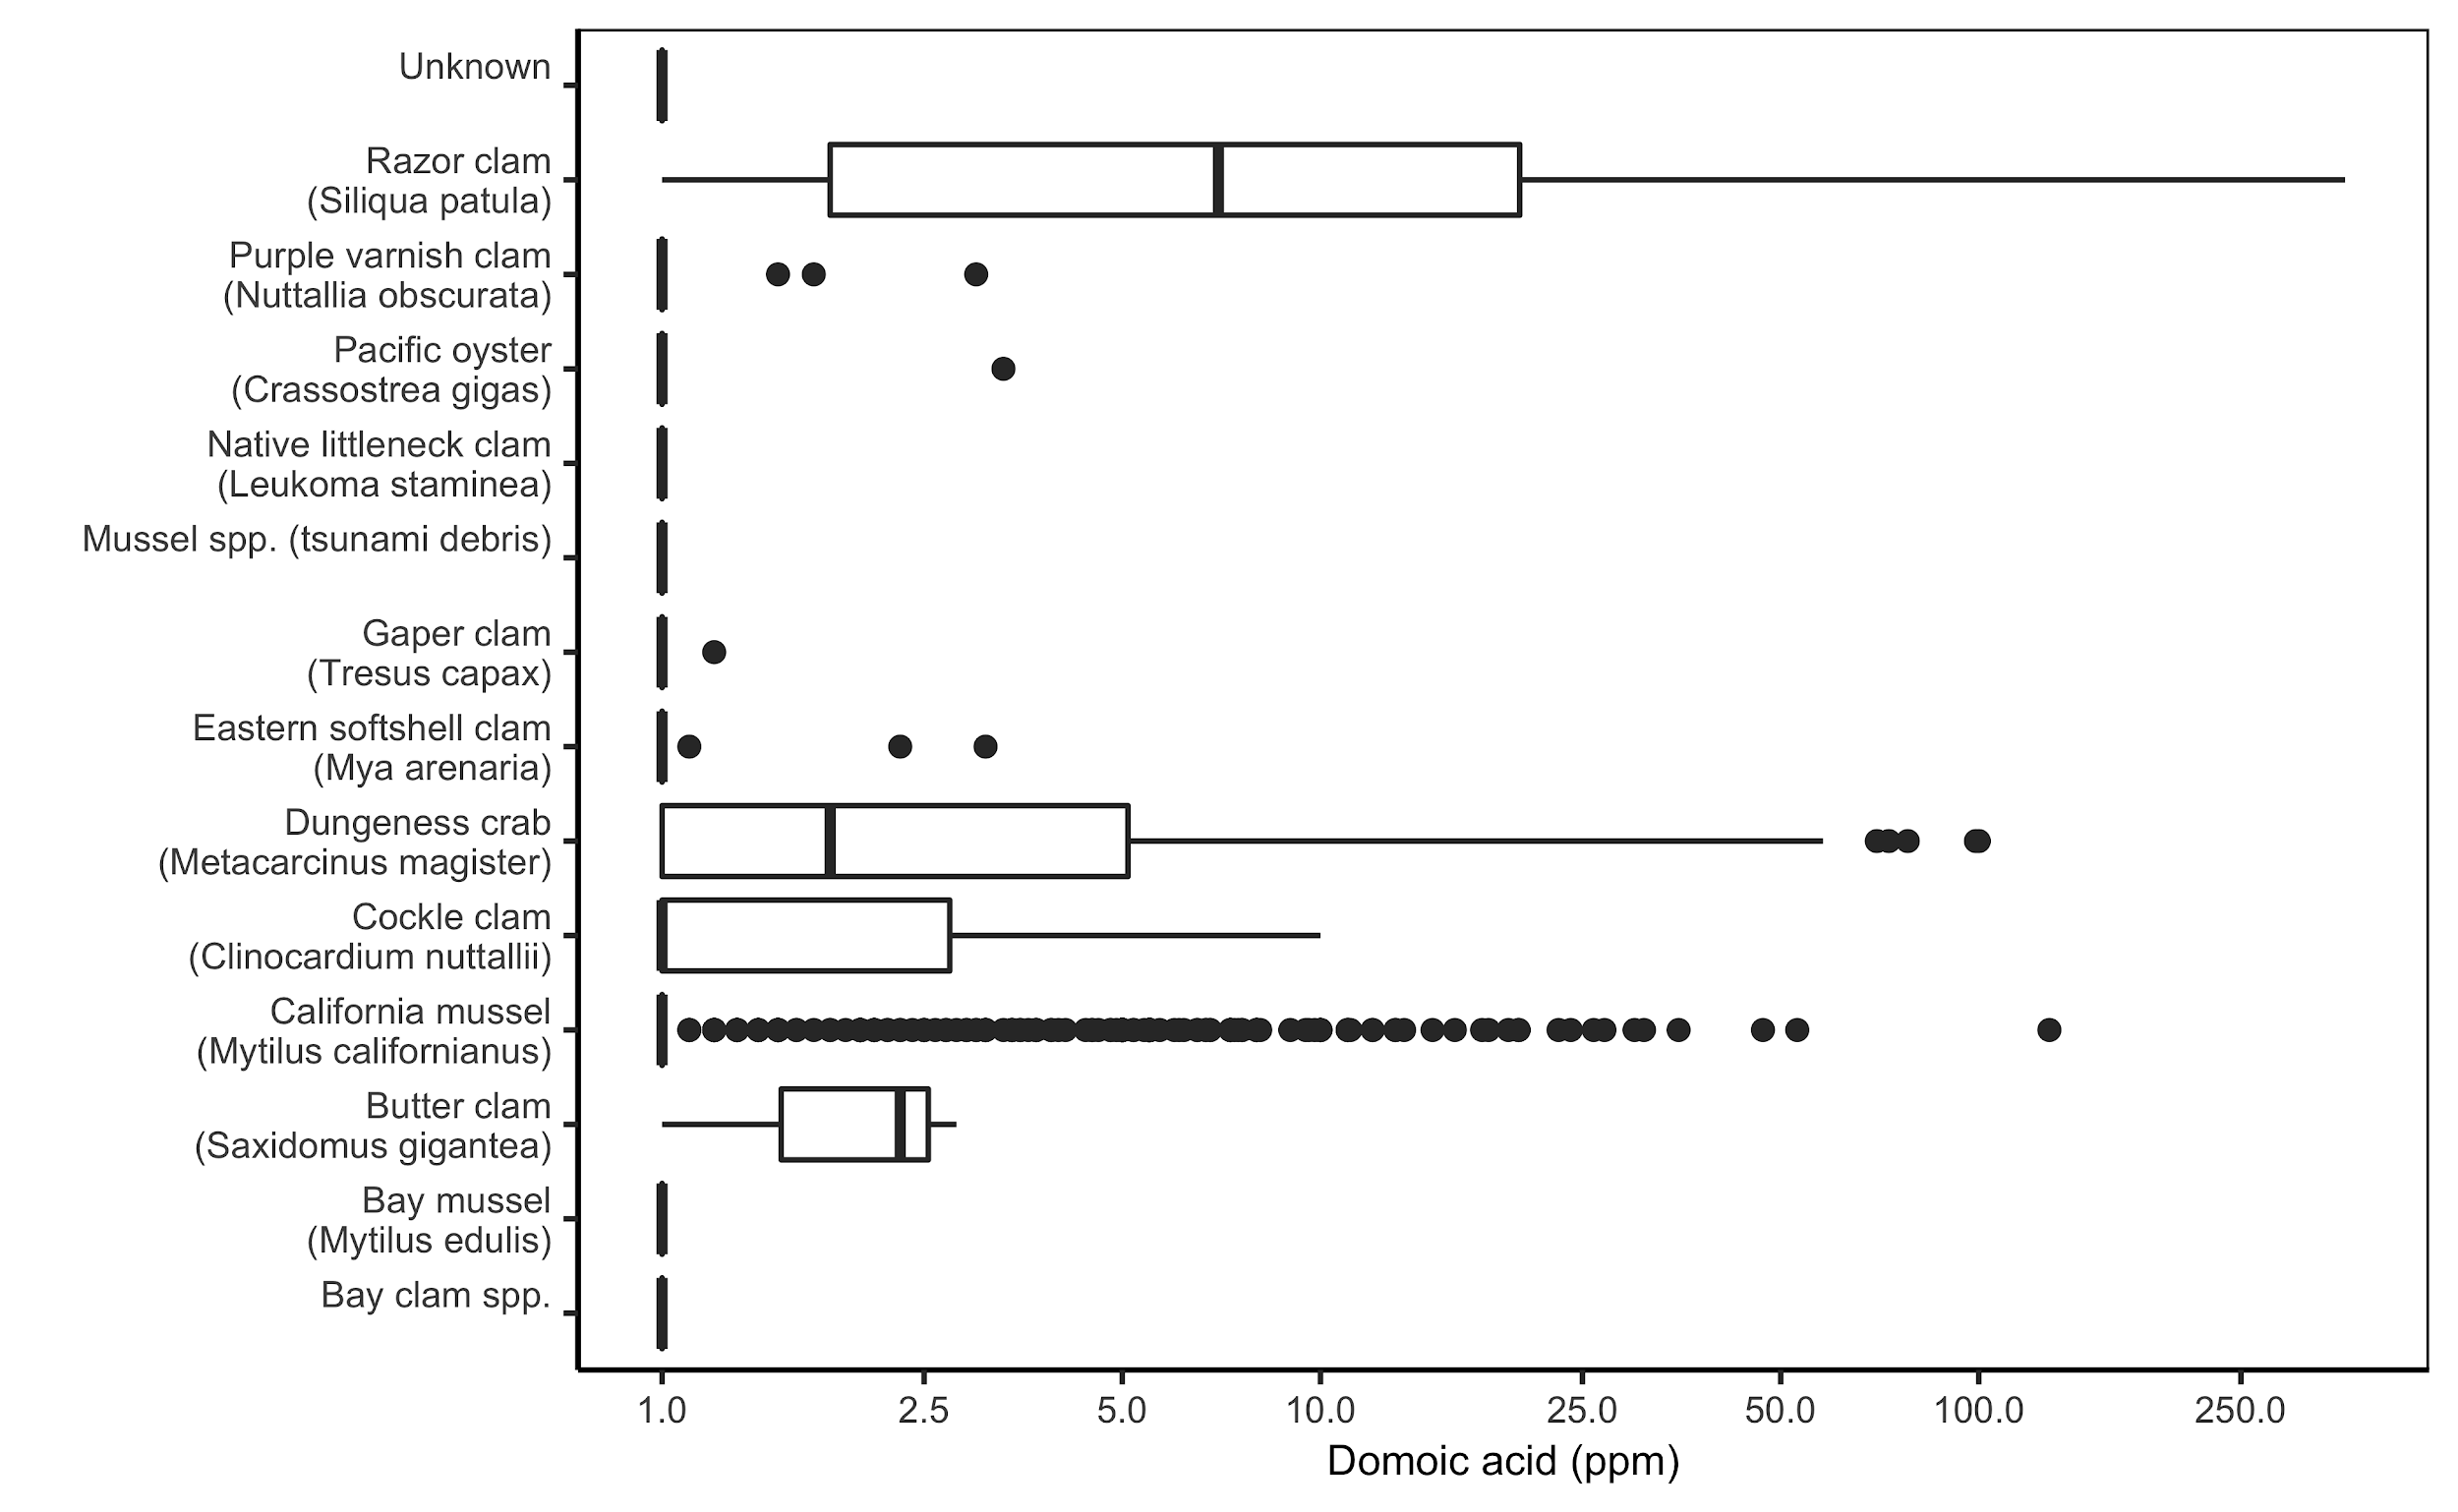 Unknown
Razor clam
(Siliqua patula)
Purple varnish clam
(Nuttallia obscurata)
Pacific oyster
(Crassostrea gigas)
Native littleneck clam
(Leukoma staminea)
Mussel spp. (tsunami debris)
Gaper clam
(Tresus capax)
Eastern softshell clam
(Mya arenaria)
Dungeness crab
(Metacarcinus magister)
Cockle clam
(Clinocardium nuttallii)
California mussel
(Mytilus californianus)
Butter clam
(Saxidomus gigantea)
Bay mussel
(Mytilus edulis)
Bay clam spp.
1.0 2.5 5.0 10.0 25.0 50.0 100.0 250.0
Domoic acid (ppm)